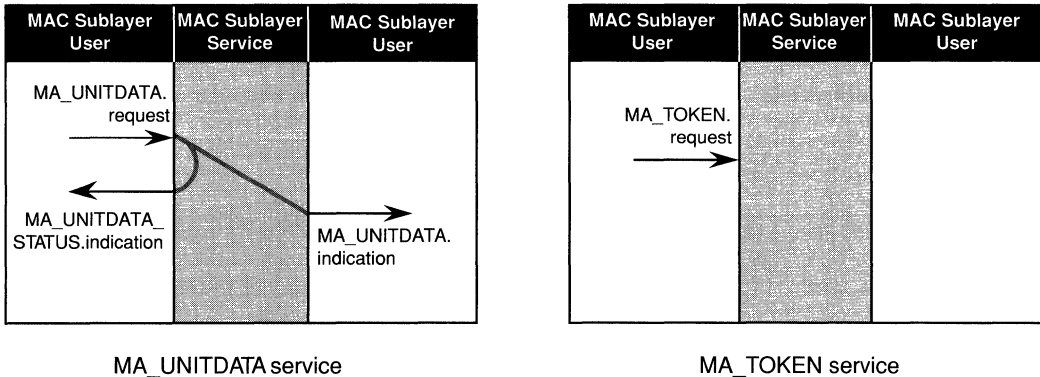 MAC Sublayer User
MAC Sublayer Service
MAC Sublayer User
MA_UNITDATA.
request
MA_UNITDATA_
STATUS.indication
MA_UNITDATA.
indication
MA_UNITDATA service
MAC Sublayer User
MAC Sublayer Service
MAC Sublayer User
MA_TOKEN.
request
MA_TOKEN service